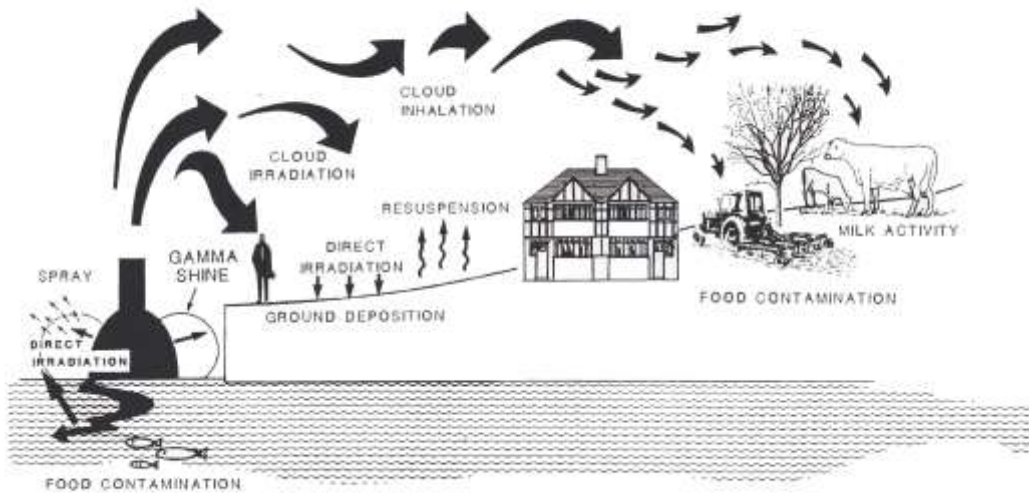 CLOUD
INHALATION
CLOUD
IRRADIATION
RESUSPENSION
MILK ACTIVITY
GAMMA
SHINE
DIRECT
IRRADIATION
SPRAY
FOOD CONTAMINATION
GROUND DEPOSITION
DIRECT
IRRADIATION
FOOD CONTAMINATION